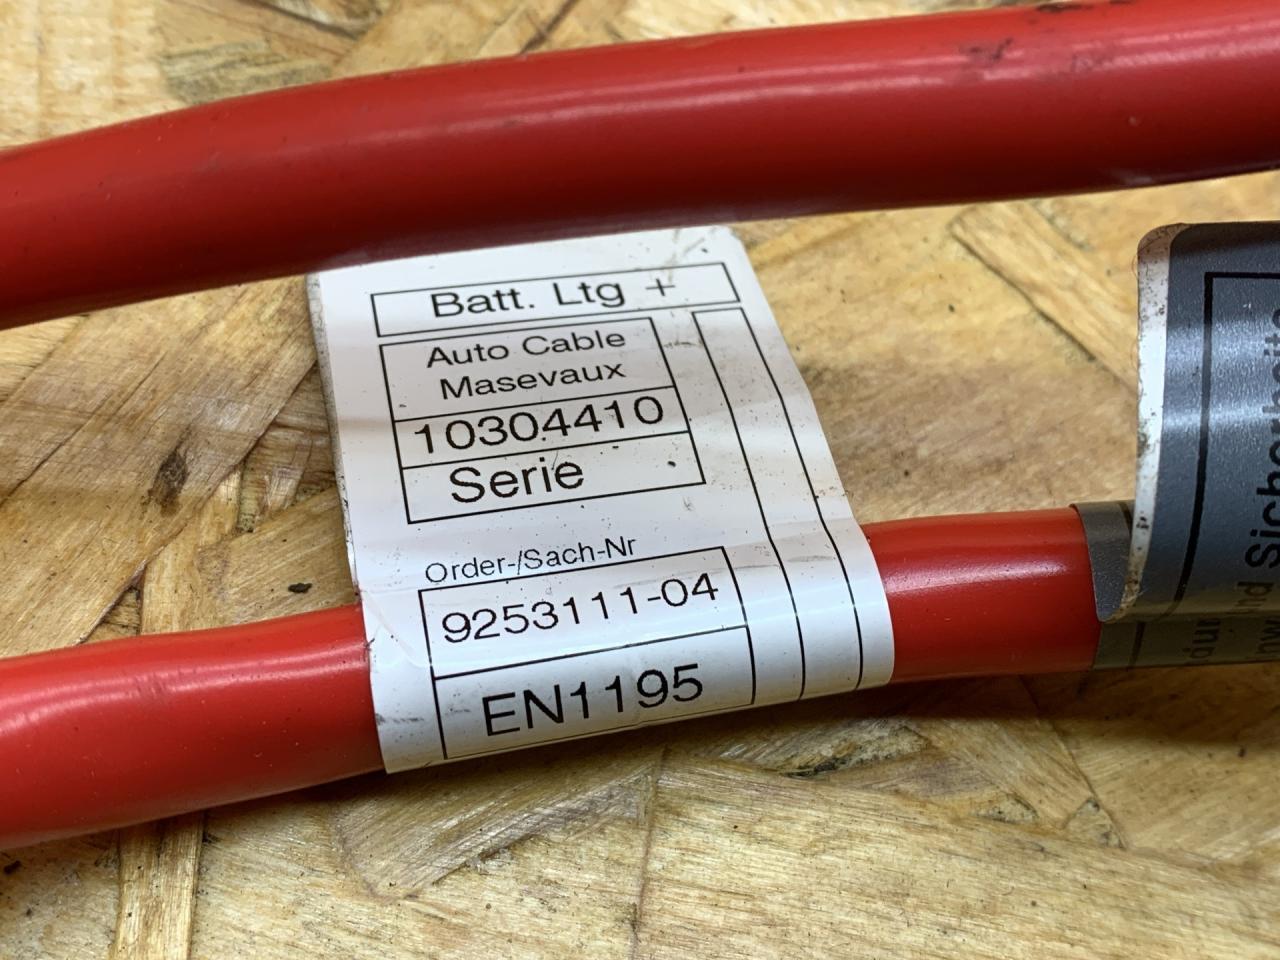 Batt. Ltg +
Auto Cable
Masevaux
10304410
Serie
Order-/Sach-Nr
9253111-04
EN1195